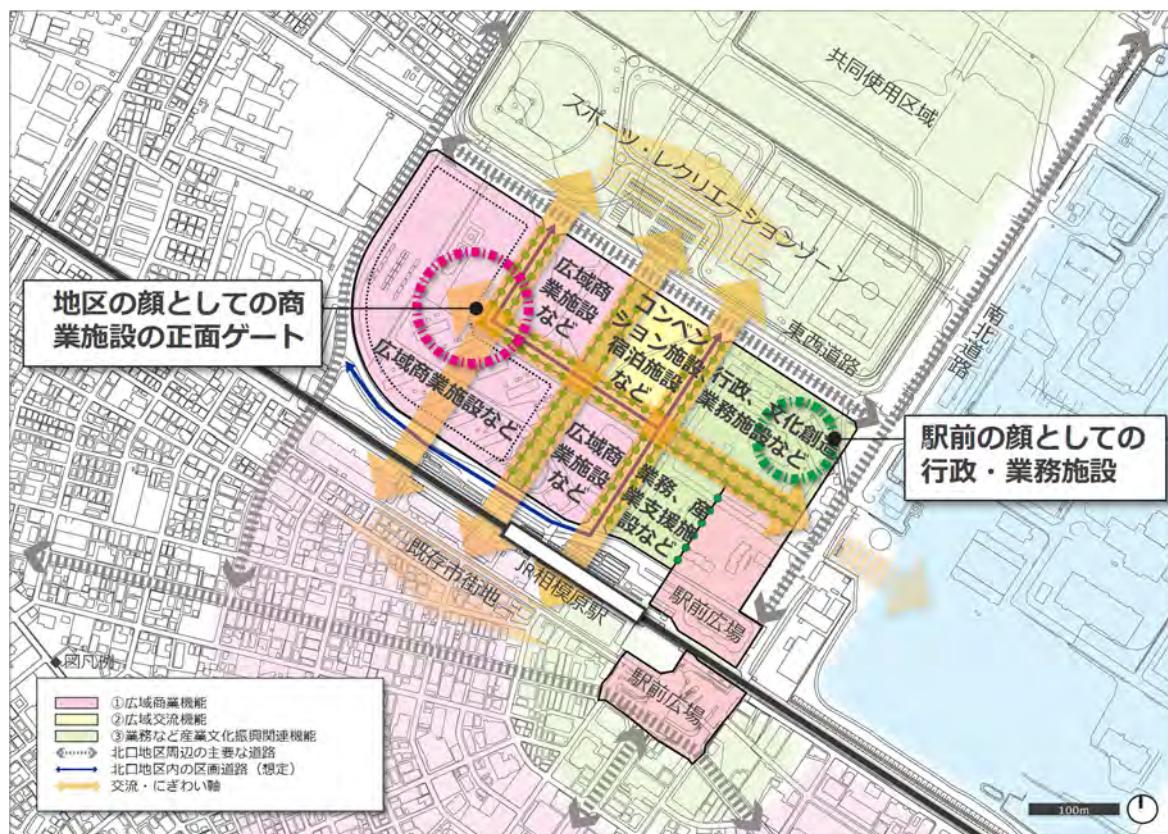 共同使用区域
スポーツ・レクリエーションゾーン
東西道路
南北道路
地区の顔としての商
業施設の正面ゲート
広域商
業施設
など
コンベン
ション施設
宿泊施設
など
行政、文化創造
業務施設など
広域商業施設など
広域商
業施設
など
業務、産
業支援施
設など
駅前の顔としての
行政・業務施設
既存市街地
JR相模原駅
駅前広場
駅前広場
図凡例
①広域商業機能
②広域交流機能
③業務など産業文化振興関連機能
北口地区周辺の主要な道路
北口地区内の区画道路（想定）
交流・にぎわい軸
100m